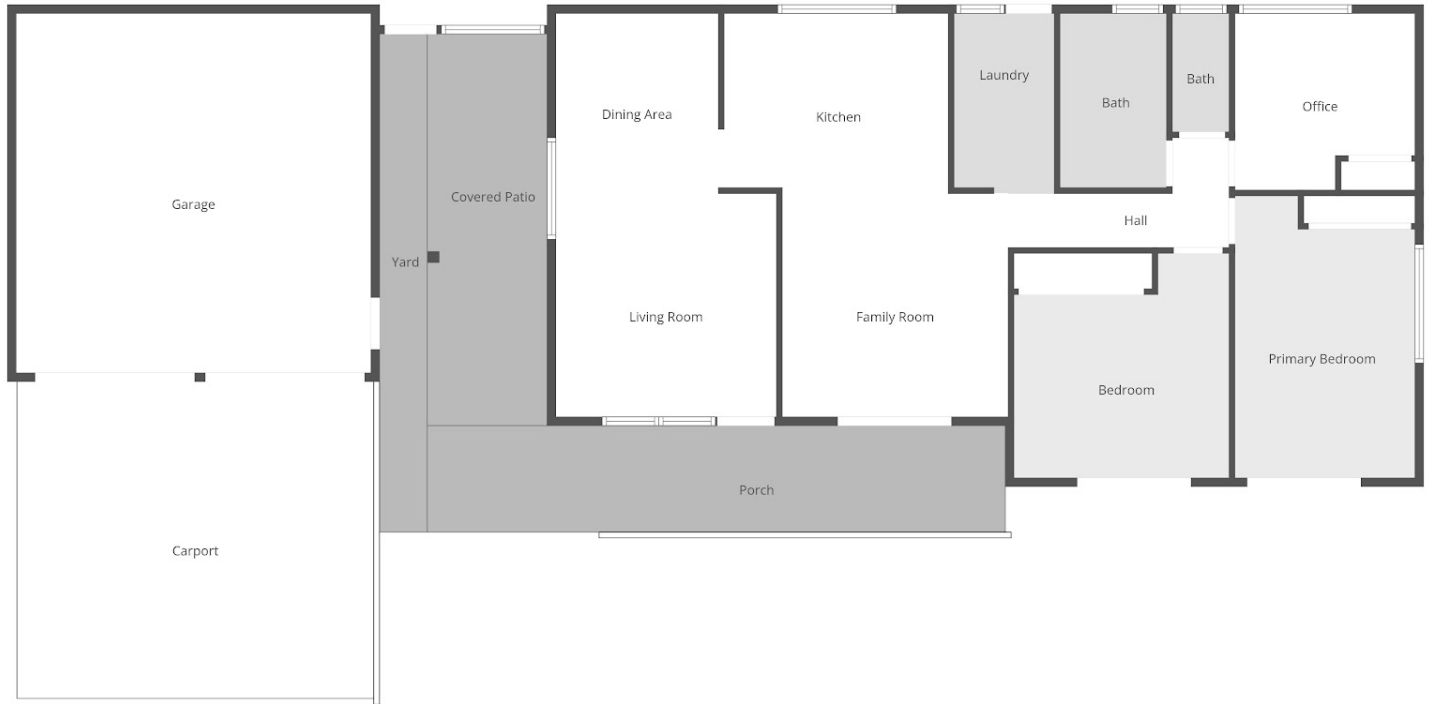 Laundry
Bath
Bath
Office
Dining Area
Kitchen
Garage
Covered Patio
Hall
Yard
Living Room
Family Room
Primary Bedroom
Bedroom
Porch
Carport